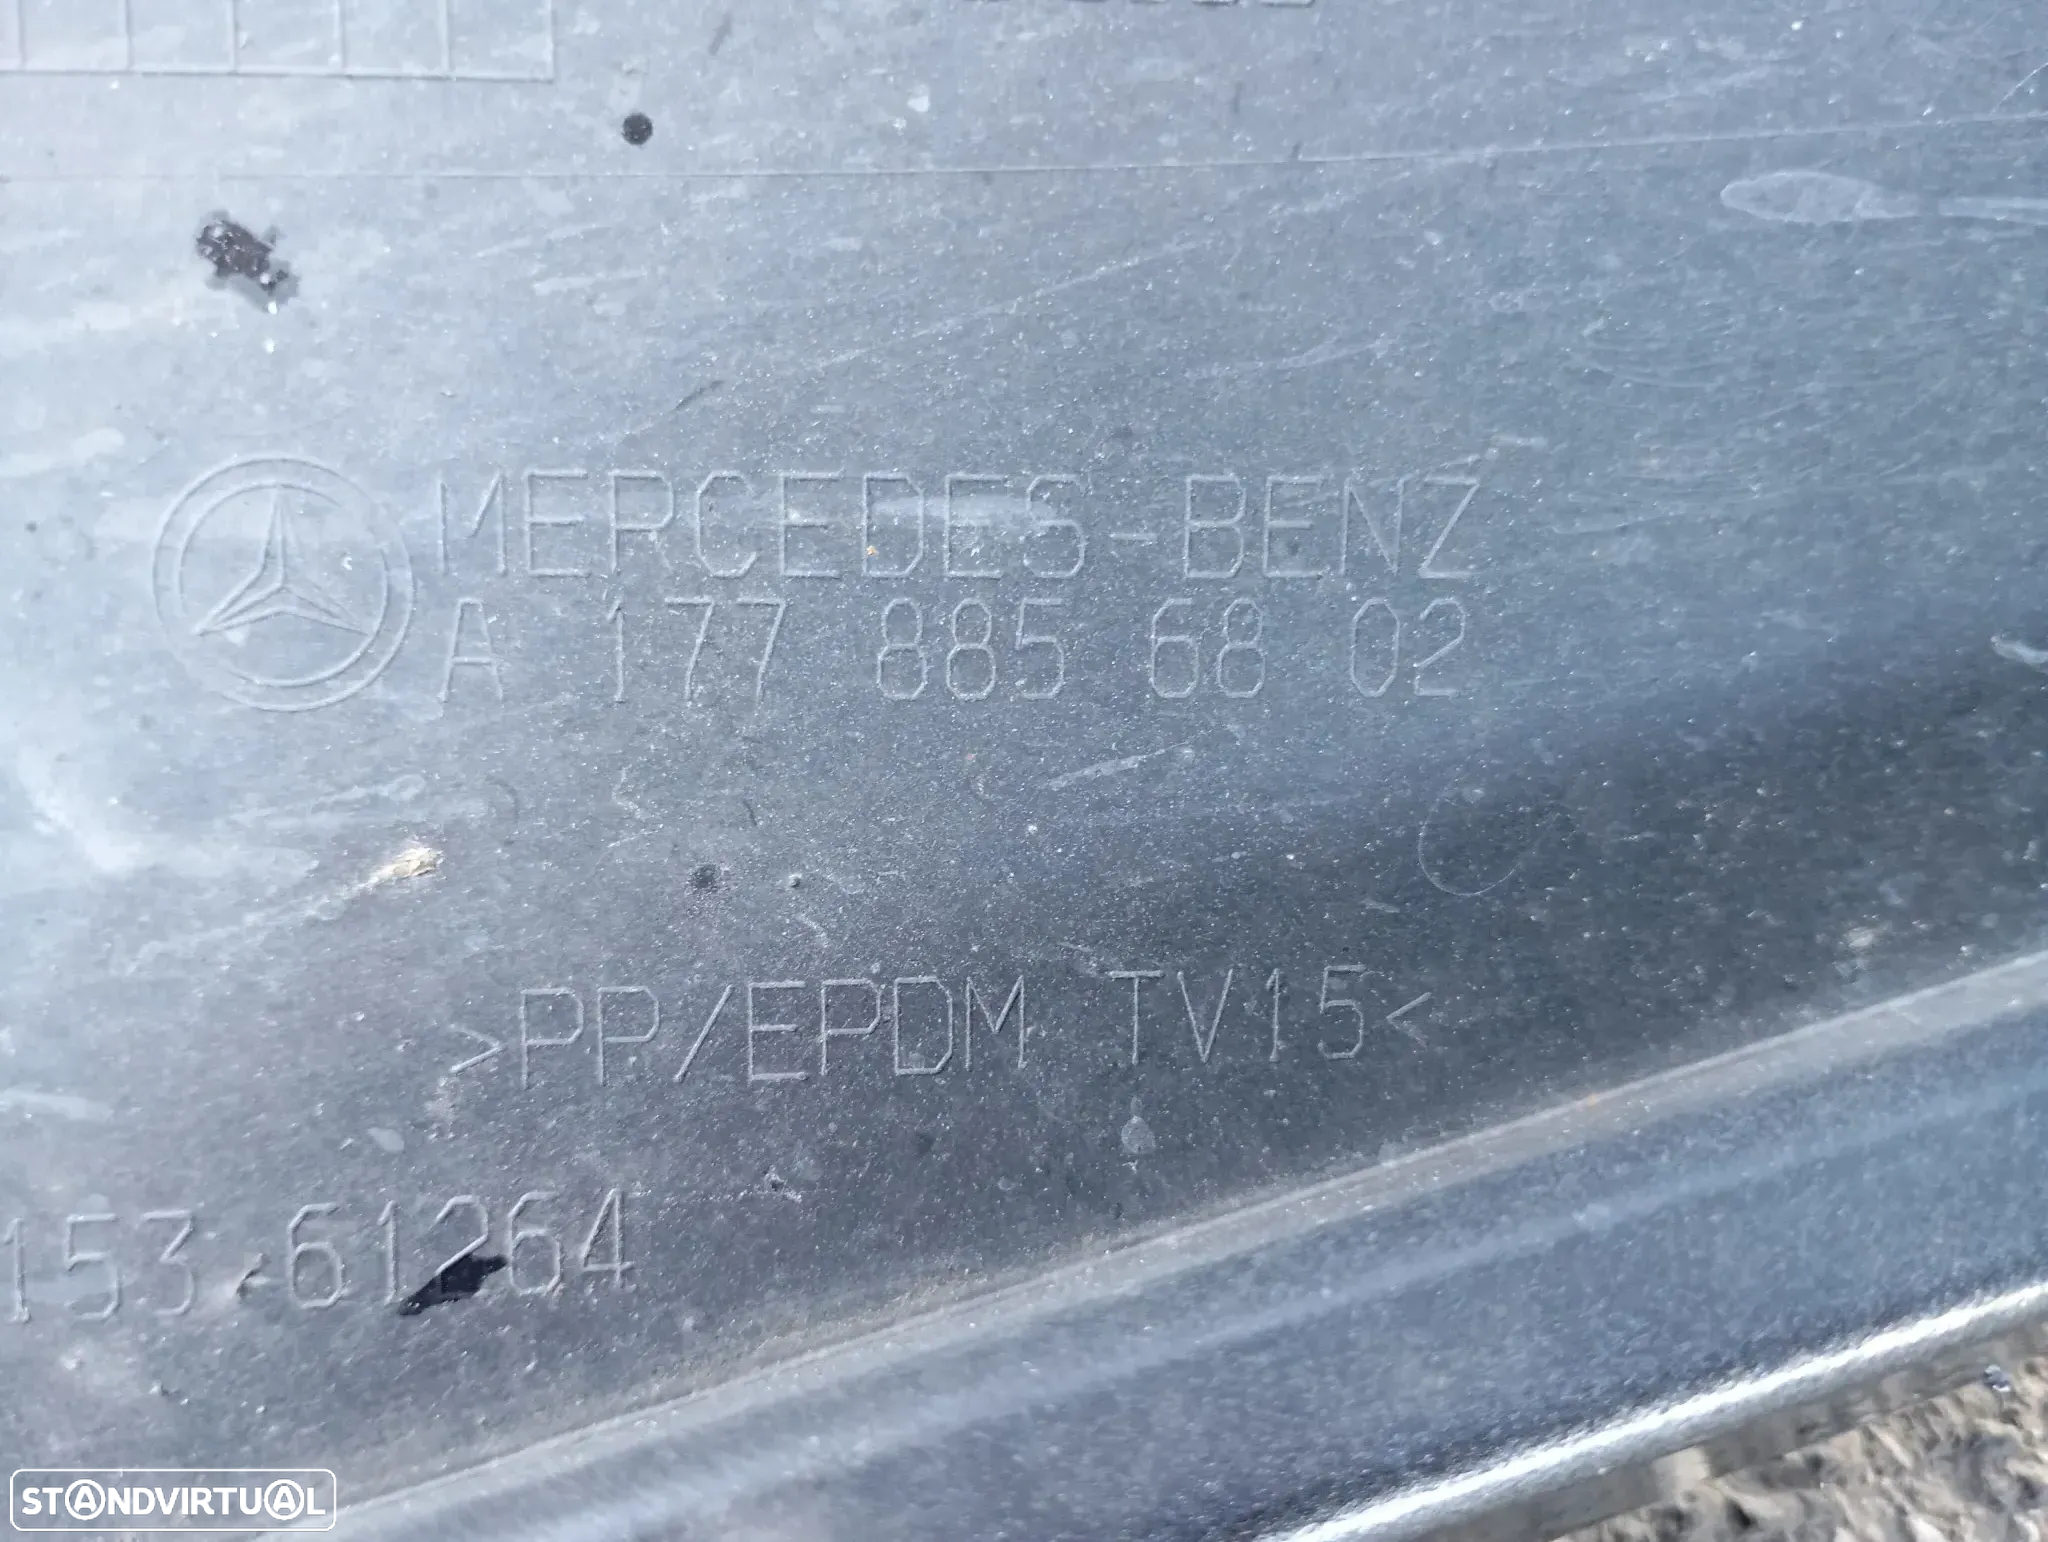 MERCEDES-BENZ
A 177 885 68 02
>PP/EPDM TV15<
153 61264
STANDVIRTUAL